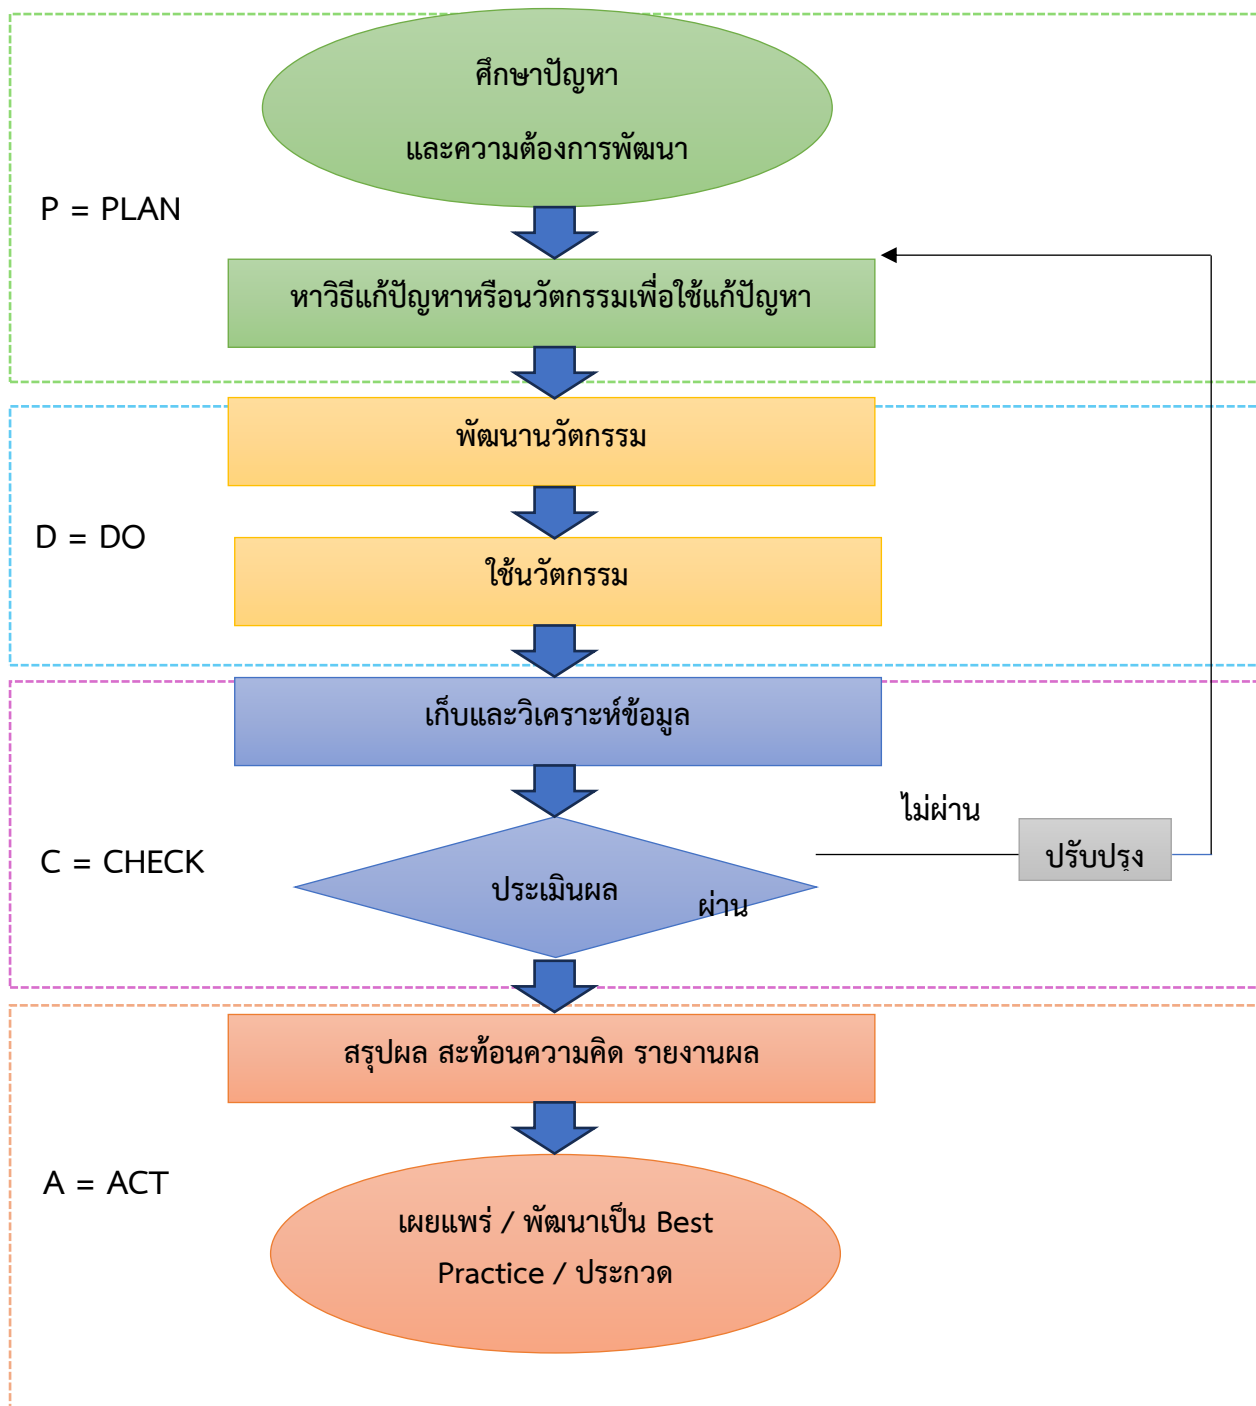 ศึกษาปัญหา
และความต้องการพัฒนา
P = PLAN
หาวิธีแก้ปัญหาหรือนวัตกรรมเพื่อใช้แก้ปัญหา
พัฒนานวัตกรรม
D = DO
ใช้นวัตกรรม
เก็บและวิเคราะห์ข้อมูล
ไม่ผ่าน
ปรับปรุง
C = CHECK
ประเมินผล
ผ่าน
สรุปผล สะท้อนความคิด รายงานผล
A = ACT
เผยแพร่ / พัฒนาเป็น Best
Practice / ประกวด